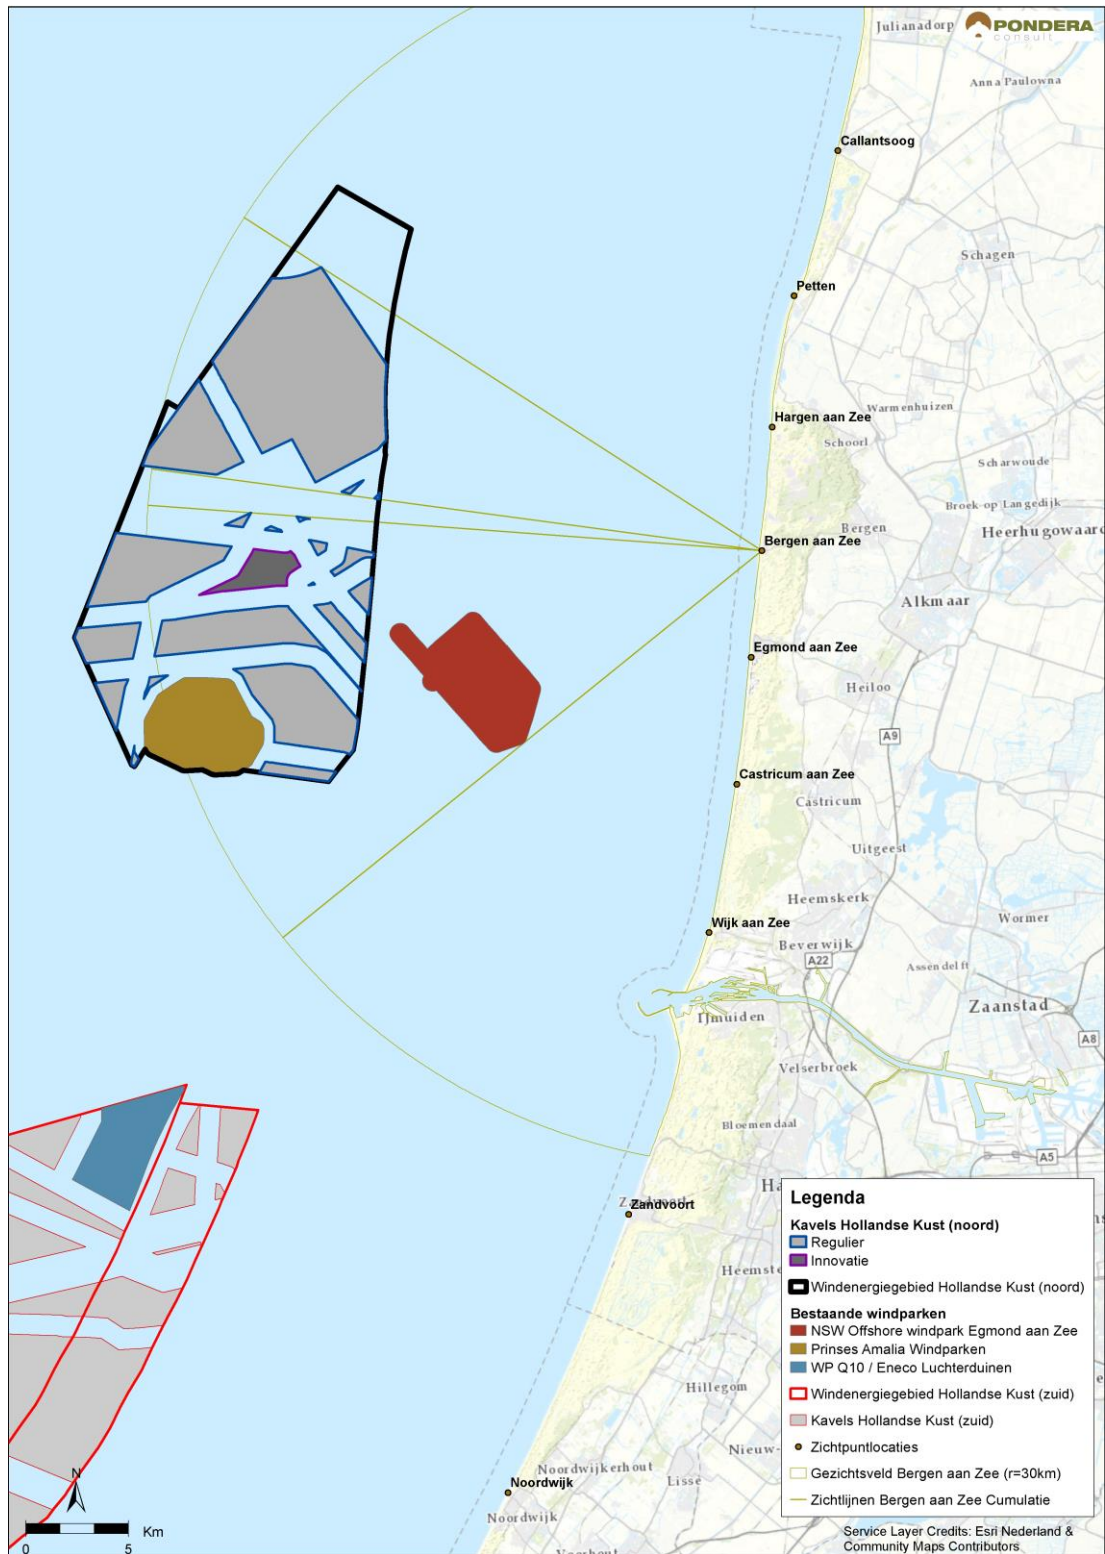 PONDERA
consult
Julianadorp
Anna Paulowna
Callantsoog
Schagen
Petten
Warmenhuizen
Hargen aan Zee
Schoorl
Scharwoude
Broek op Langedijk
Bergen
Heerhugowaard
Bergen aan Zee
Alkmaar
Egmond aan Zee
Heiloo
A9
Castricum aan Zee
Castricum
Uitgeest
Heemskerk
Wormer
Wijk aan Zee
Beverwijk
A22
Assendelft
Zaanstad
IJmuiden
A8
Velserbroek
Bloemendaal
A5
Zandvoort
Zandvoort
Heemste
Hillegom
Nieuw-
Noordwijkerhout
Lisse
Noordwijk
Noordwijk
Voorhout
Legenda
Kavels Hollandse Kust (noord)
Regulier
Innovatie
Windenergiegebied Hollandse Kust (noord)
Bestaande windparken
NSW Offshore windpark Egmond aan Zee
Prinses Amalia Windparken
WP Q10 / Eneco Luchterduinen
Windenergiegebied Hollandse Kust (zuid)
Kavels Hollandse Kust (zuid)
Zichtpuntlocaties
Gezichtsveld Bergen aan Zee (r=30km)
Zichtlijnen Bergen aan Zee Cumulatie
Service Layer Credits: Esri Nederland &
Community Maps Contributors
N
Km
0 5